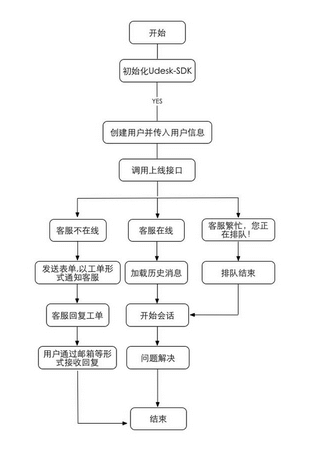 开始
初始化Udesk-SDK
YES
创建用户并传入用户信息
调用上线接口
客服不在线
客服在线
客服繁忙，您正
在排队！
发送表单,以工单形
式通知客服
加载历史消息
排队结束
客服回复工单
开始会话
用户通过邮箱等形
式接收回复
问题解决
结束